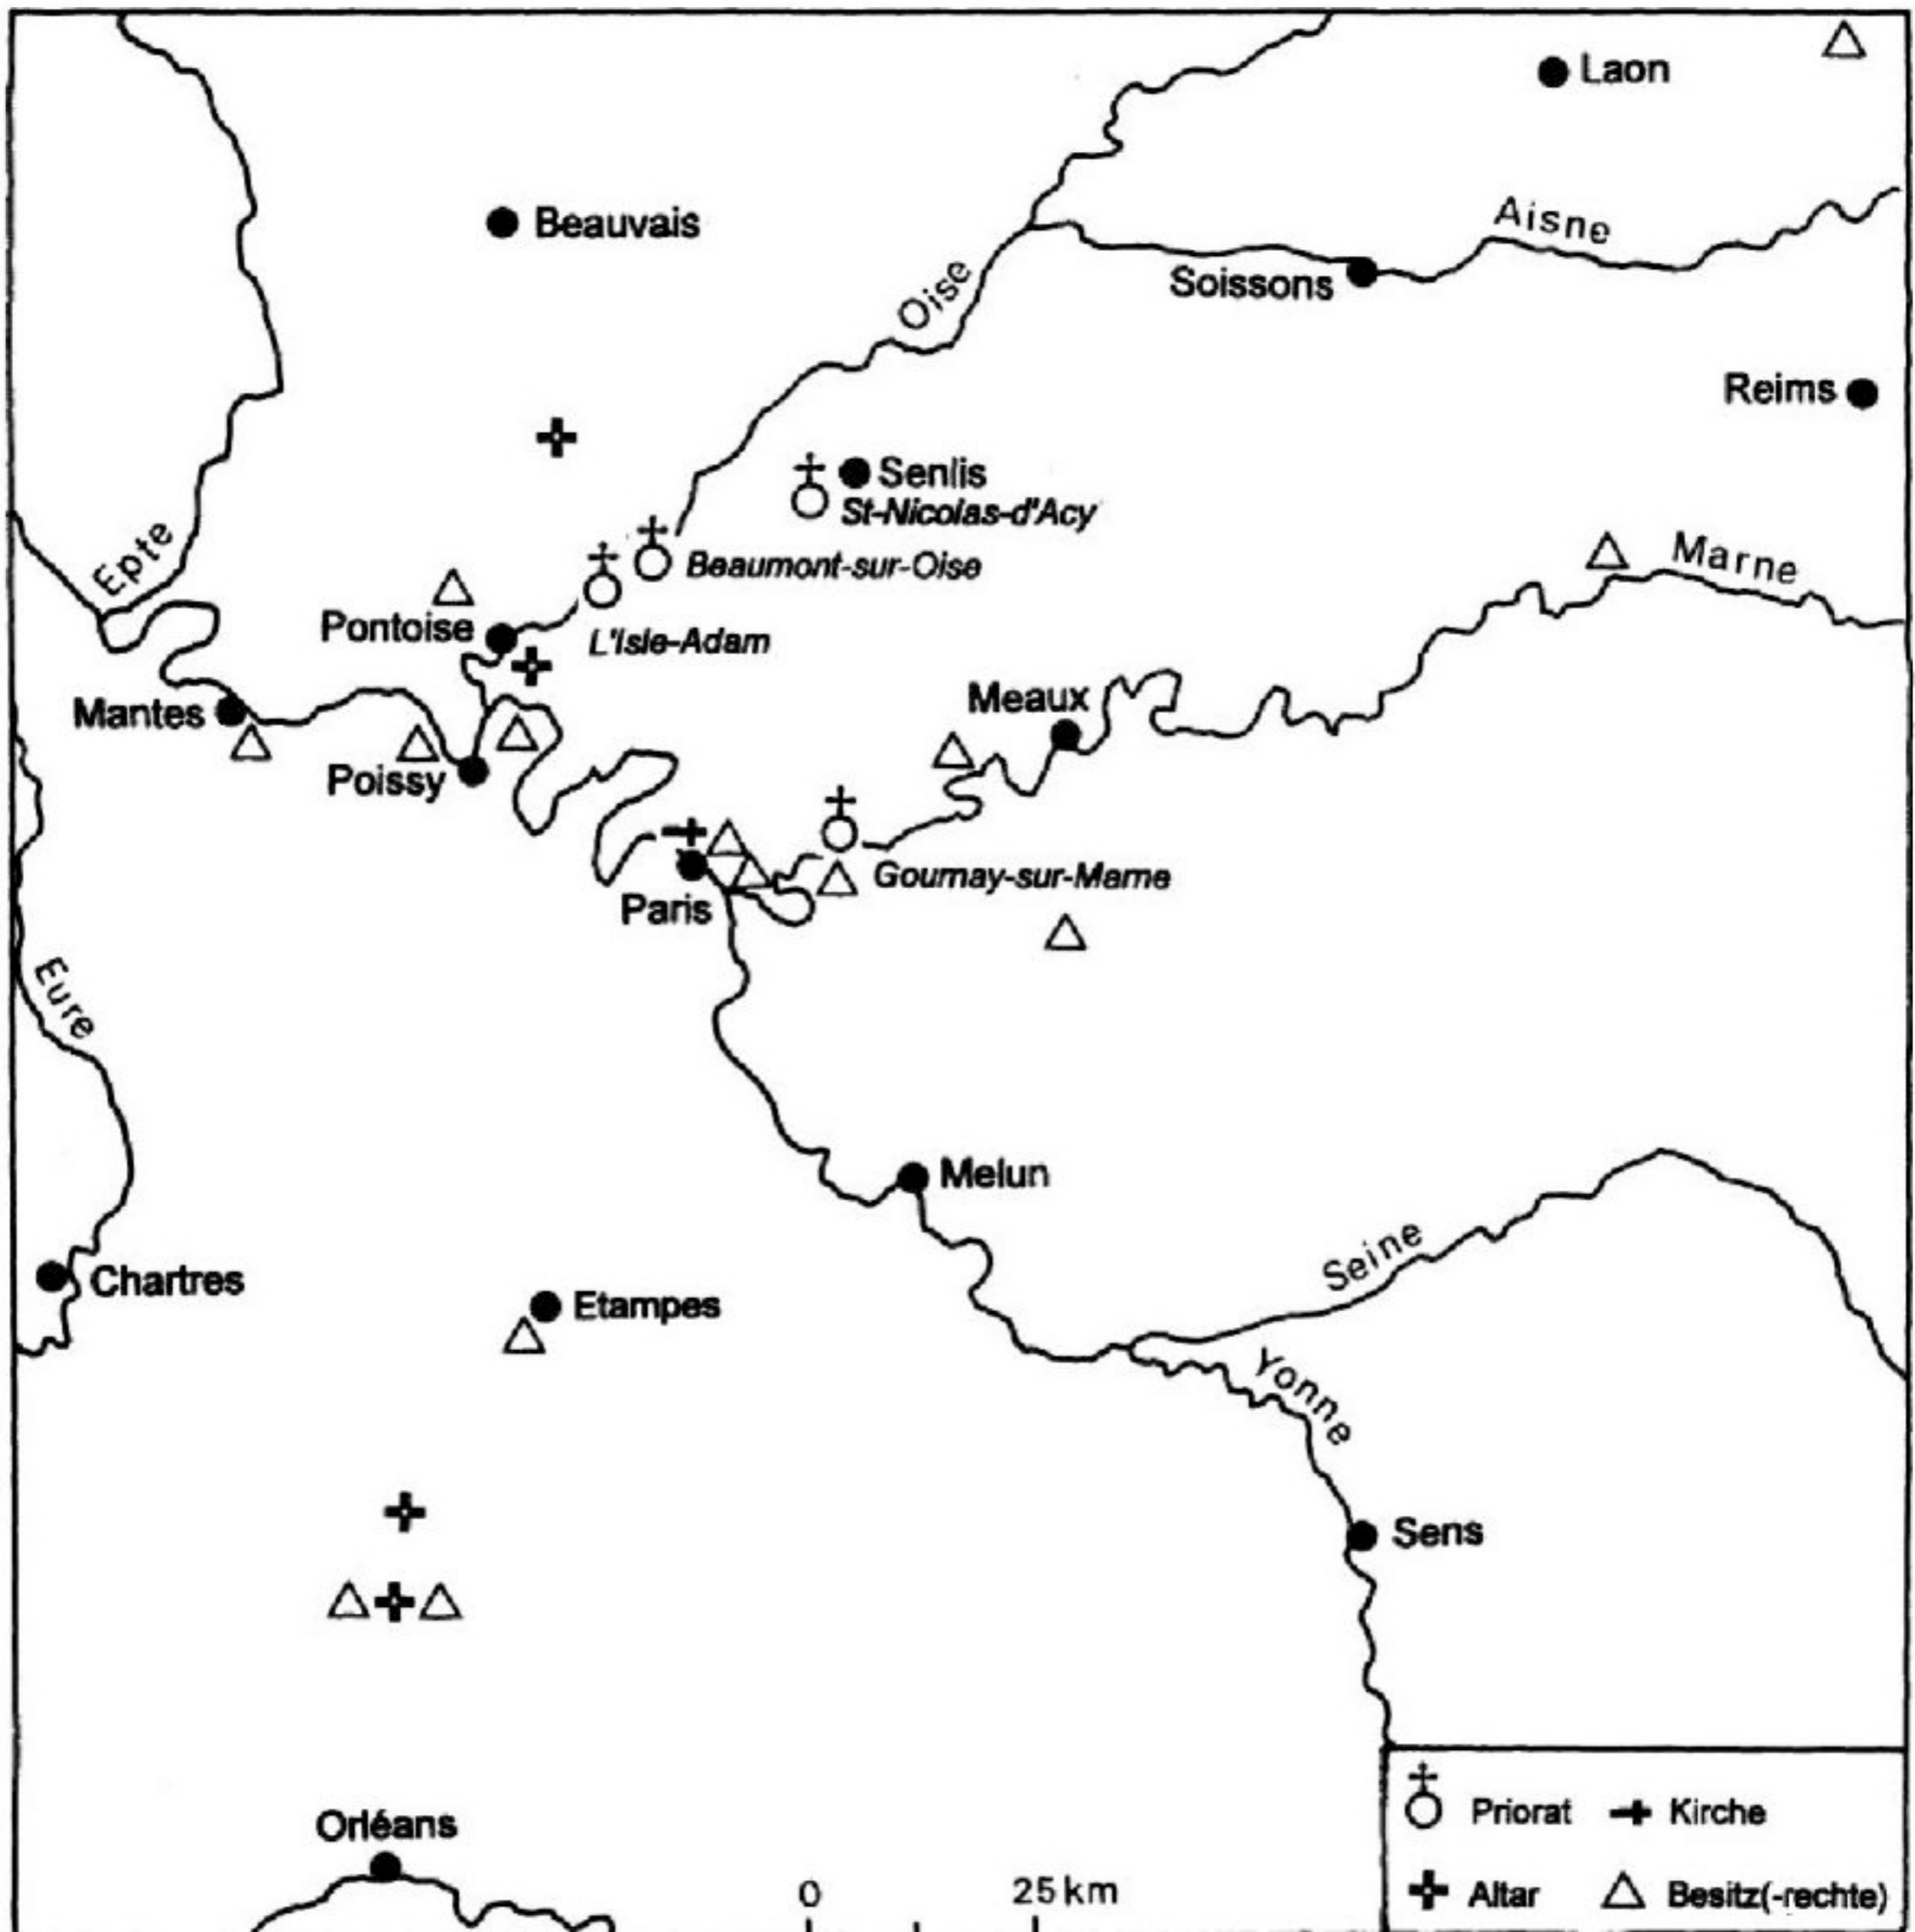 Laon
Beauvais
Aisne
Soissons
Oise
Reims
Senlis
St-Nicolas-d'Acy
Epte
Beaumont-sur-Oise
Marne
Pontoise
L'Isle-Adam
Mantes
Meaux
Poissy
Gournay-sur-Marne
Paris
Eure
Melun
Seine
Chartres
Etampes
Yonne
Sens
Orléans
0 25 km
Priorat Kirche
Altar Besitz(-rechte)